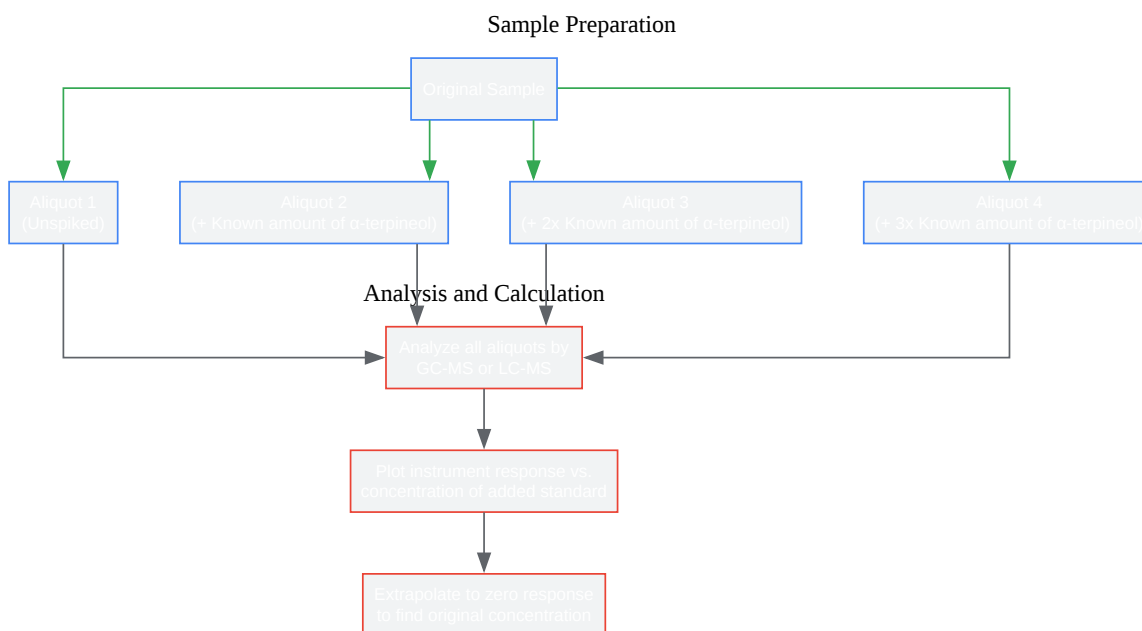 Sample Preparation
Original Sample
Aliquot 1
(Unspiked)
Aliquot 2
(+ Known amount of α-terpineol)
Aliquot 3
(+ 2x Known amount of α-terpineol)
Aliquot 4
(+ 3x Known amount of α-terpineol)
Analysis and Calculation
Analyze all aliquots by
GC-MS or LC-MS
Plot instrument response vs.
concentration of added standard
Extrapolate to zero response
to find original concentration